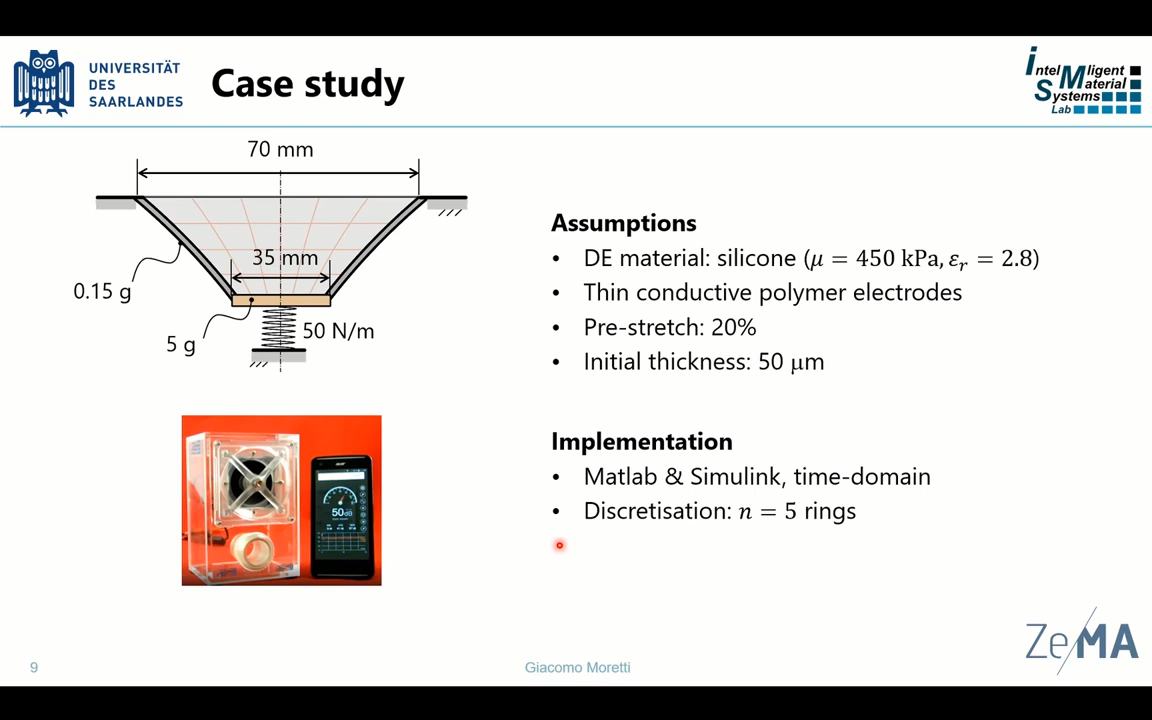 UNIVERSITÄT
DES
SAARLANDES
Case study
Intelligent
Material
Systems
Lab
70 mm
35 mm
0.15 g
5 g
50 N/m
Assumptions
• DE material: silicone (μ = 450 kPa, εᵣ = 2.8)
• Thin conductive polymer electrodes
• Pre-stretch: 20%
• Initial thickness: 50 μm
Implementation
• Matlab & Simulink, time-domain
• Discretisation: n = 5 rings
acer
50dB
9
Giacomo Moretti
ZeMA